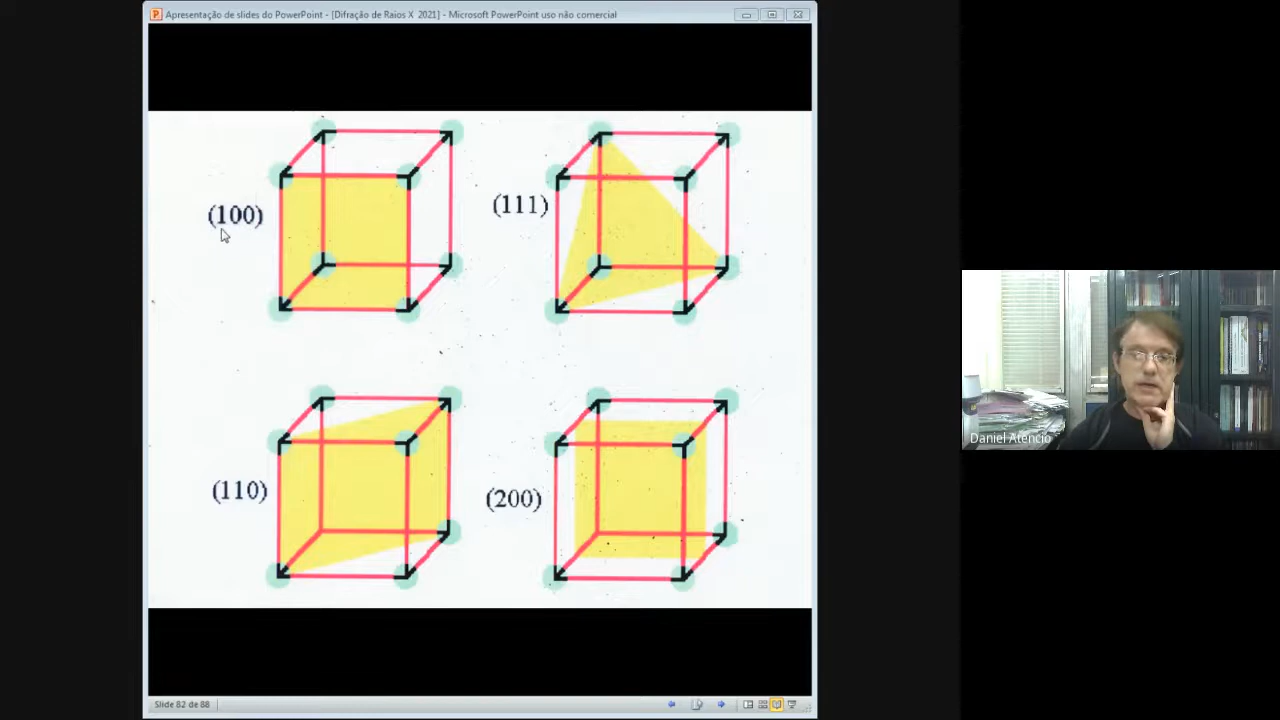 Apresentação de slides do PowerPoint - [Difração de Raios X 2021] - Microsoft PowerPoint uso não comercial
(100)
(111)
(110)
(200)
Daniel Atencio
Slide 82 de 88